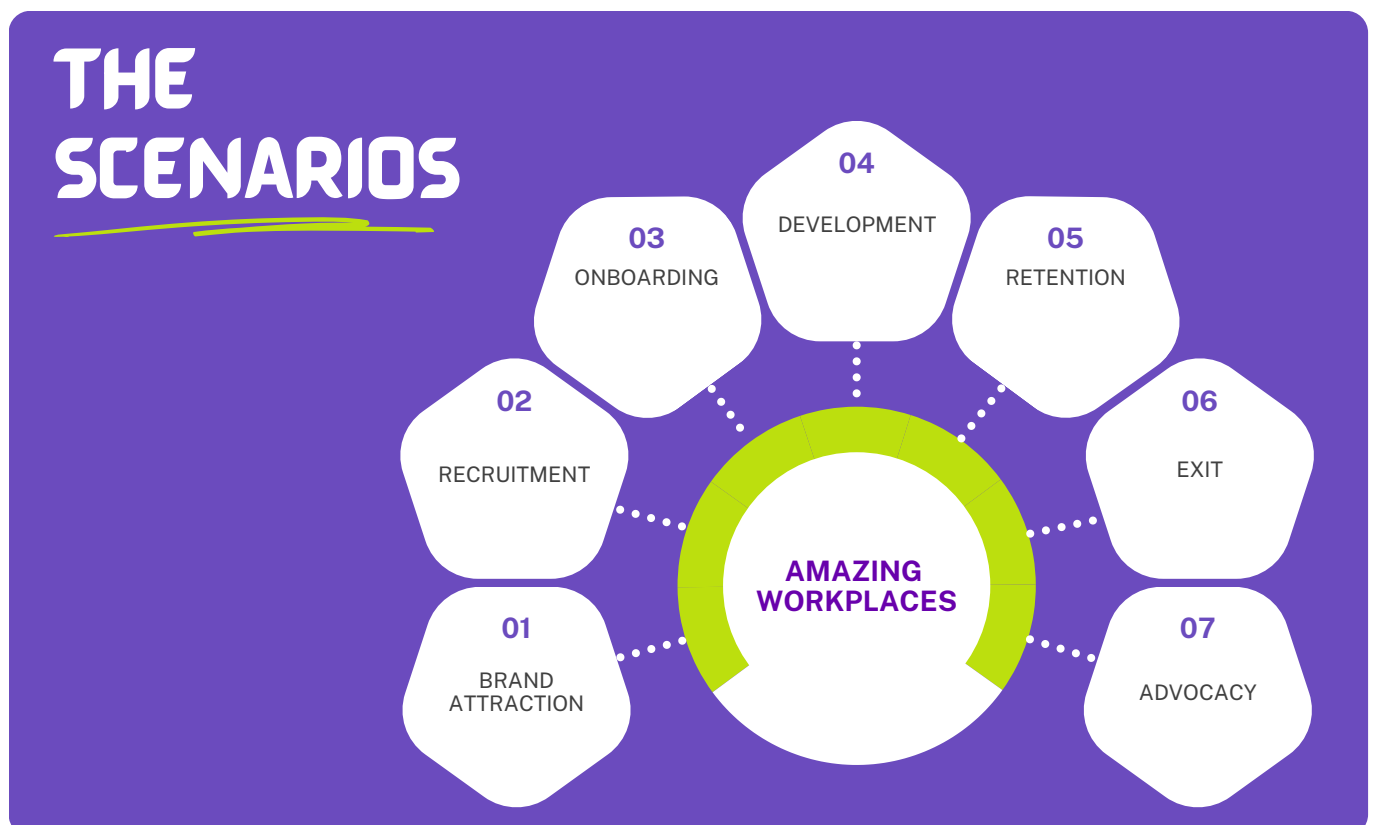 THE
SCENARIOS
01
BRAND
ATTRACTION
02
RECRUITMENT
03
ONBOARDING
04
DEVELOPMENT
05
RETENTION
06
EXIT
07
ADVOCACY
AMAZING
WORKPLACES